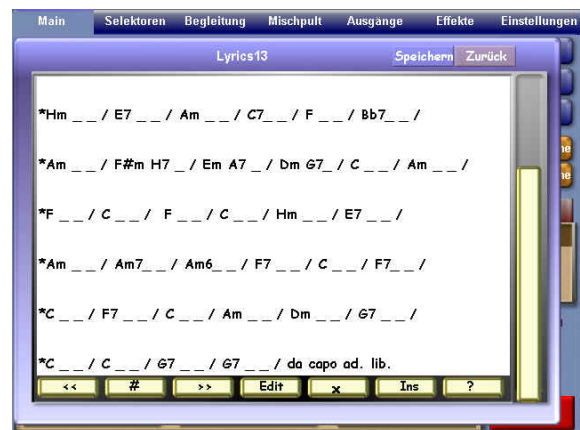 Main Selektoren Begleitung Mischpult Ausgänge Effekte Einstellungen
Lyrics13 Speichern Zurück
*Hm _ _ / E7 _ _ / Am _ _ / C7_ _ / F _ _ / Bb7_ _ /
*Am _ _ / F#m H7 _ / Em A7 _ / Dm G7_ / C _ _ / Am _ _ /
*F _ _ / C _ _ / F _ _ / C _ _ / Hm _ _ / E7 _ _ /
*Am _ _ / Am7_ _ / Am6_ _ / F7 _ _ / C _ _ / F7_ _ /
*C _ _ / F7 _ _ / C _ _ / Am _ _ / Dm _ _ / G7 _ _ /
*C _ _ / C _ _ / G7 _ _ / G7 _ _ / da capo ad. lib.
<< # >> Edit x Ins ?